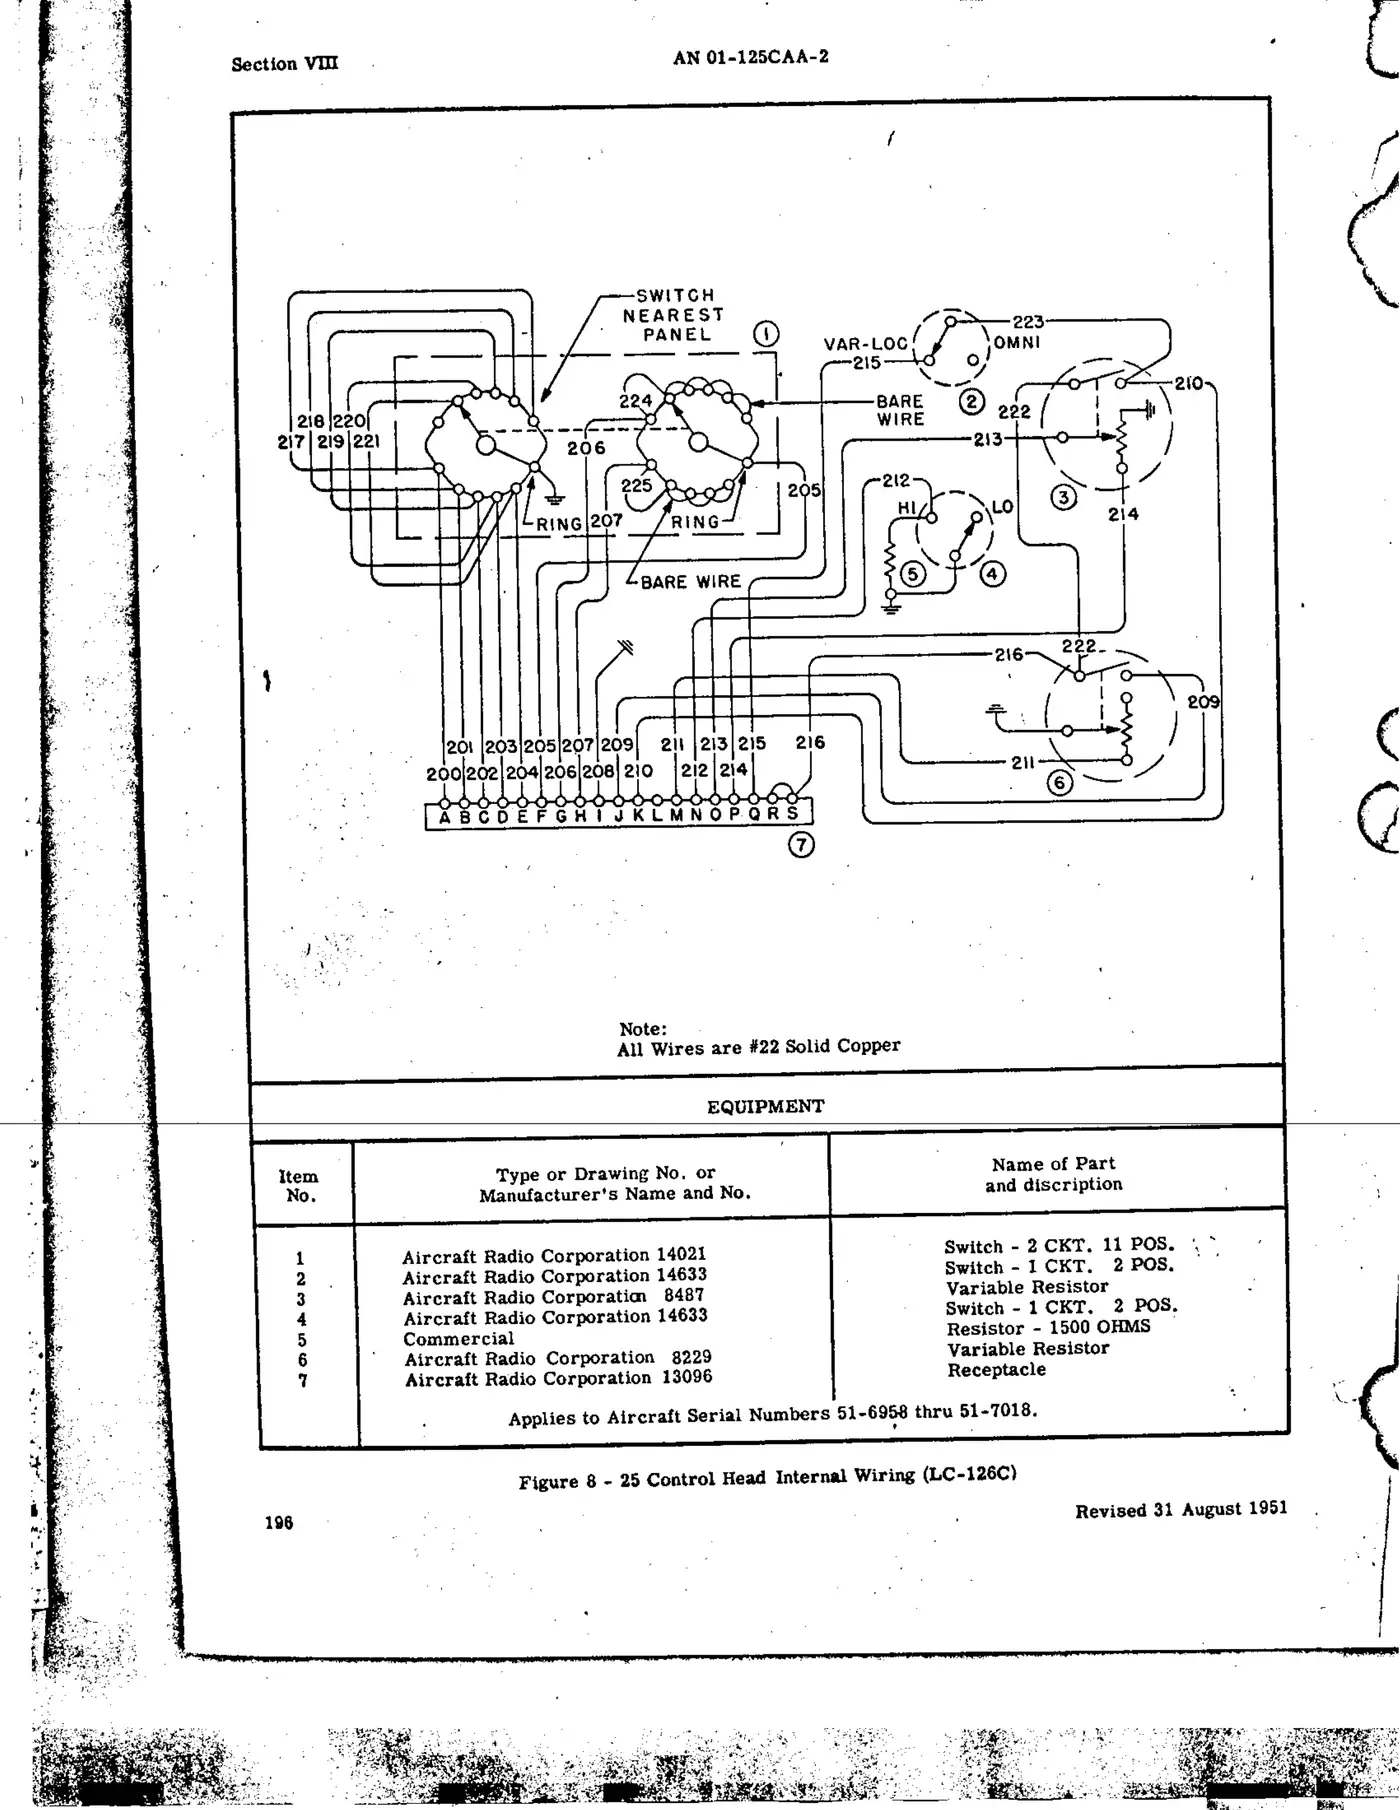 Section VIII
AN 01-125CAA-2
SWITCH
NEAREST
PANEL
1
VAR-LOC
223
OMNI
215
2
BARE
WIRE
210
222
213
3
214
224
206
218 220
217 219 221
225
205
212
HI
LO
RING
207
RING
5
4
BARE WIRE
222
216
209
211
6
201 203 205 207 209 211 213 215 216
200 202 204 206 208 210 212 214
A B C D E F G H I J K L M N O P Q R S
7
Note:
All Wires are #22 Solid Copper
EQUIPMENT
Item
No.
Type or Drawing No. or
Manufacturer's Name and No.
Name of Part
and discription
1 Aircraft Radio Corporation 14021 Switch - 2 CKT. 11 POS.
2 Aircraft Radio Corporation 14633 Switch - 1 CKT. 2 POS.
3 Aircraft Radio Corporation 8487 Variable Resistor
4 Aircraft Radio Corporation 14633 Switch - 1 CKT. 2 POS.
5 Commercial Resistor - 1500 OHMS
6 Aircraft Radio Corporation 8229 Variable Resistor
7 Aircraft Radio Corporation 13096 Receptacle
Applies to Aircraft Serial Numbers 51-6958 thru 51-7018.
Figure 8 - 25 Control Head Internal Wiring (LC-126C)
196
Revised 31 August 1951